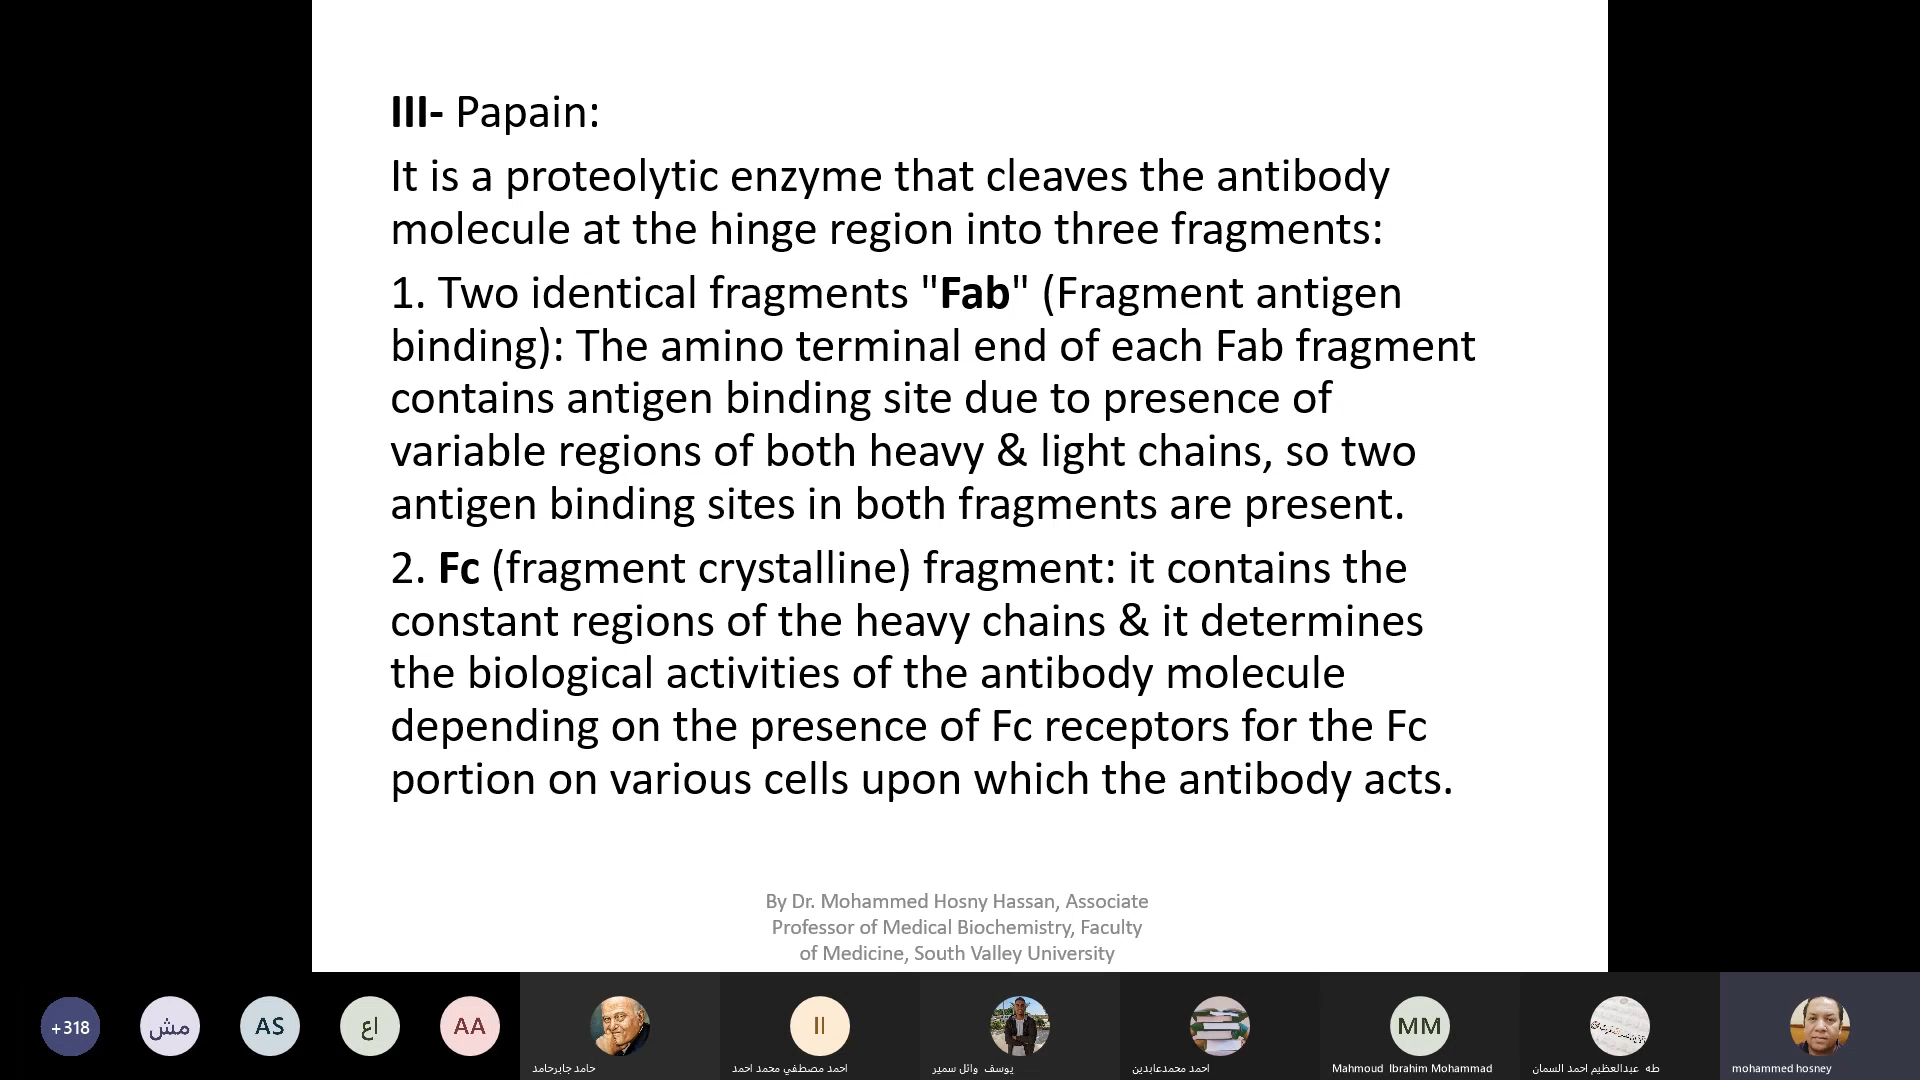 III- Papain:
It is a proteolytic enzyme that cleaves the antibody
molecule at the hinge region into three fragments:
1. Two identical fragments "Fab" (Fragment antigen
binding): The amino terminal end of each Fab fragment
contains antigen binding site due to presence of
variable regions of both heavy & light chains, so two
antigen binding sites in both fragments are present.
2. Fc (fragment crystalline) fragment: it contains the
constant regions of the heavy chains & it determines
the biological activities of the antibody molecule
depending on the presence of Fc receptors for the Fc
portion on various cells upon which the antibody acts.
By Dr. Mohammed Hosny Hassan, Associate
Professor of Medical Biochemistry, Faculty
of Medicine, South Valley University
+318
مش
AS
اع
AA
حامد جابرحامد
اا
احمد مصطفي محمد احمد
يوسف وائل سمير
احمد محمدعابدين
MM
Mahmoud Ibrahim Mohammad
طه عبدالعظيم احمد السمان
mohammed hosney